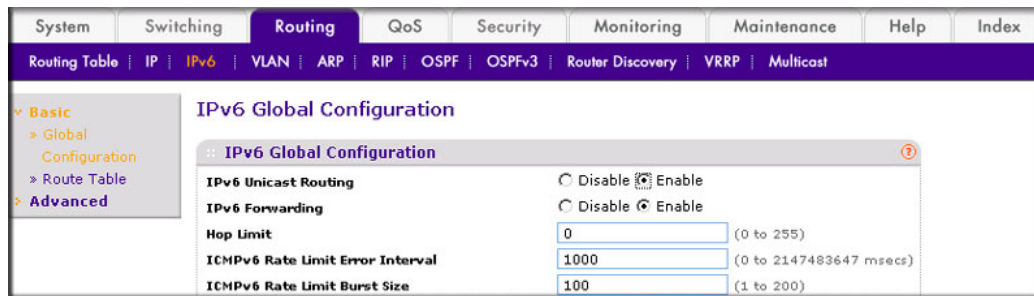 System Switching Routing QoS Security Monitoring Maintenance Help Index
Routing Table | IP | IPv6 | VLAN | ARP | RIP | OSPF | OSPFv3 | Router Discovery | VRRP | Multicast
Basic
» Global
Configuration
» Route Table
Advanced
IPv6 Global Configuration
IPv6 Global Configuration
IPv6 Unicast Routing Disable Enable
IPv6 Forwarding Disable Enable
Hop Limit 0 (0 to 255)
ICMPv6 Rate Limit Error Interval 1000 (0 to 2147483647 msecs)
ICMPv6 Rate Limit Burst Size 100 (1 to 200)